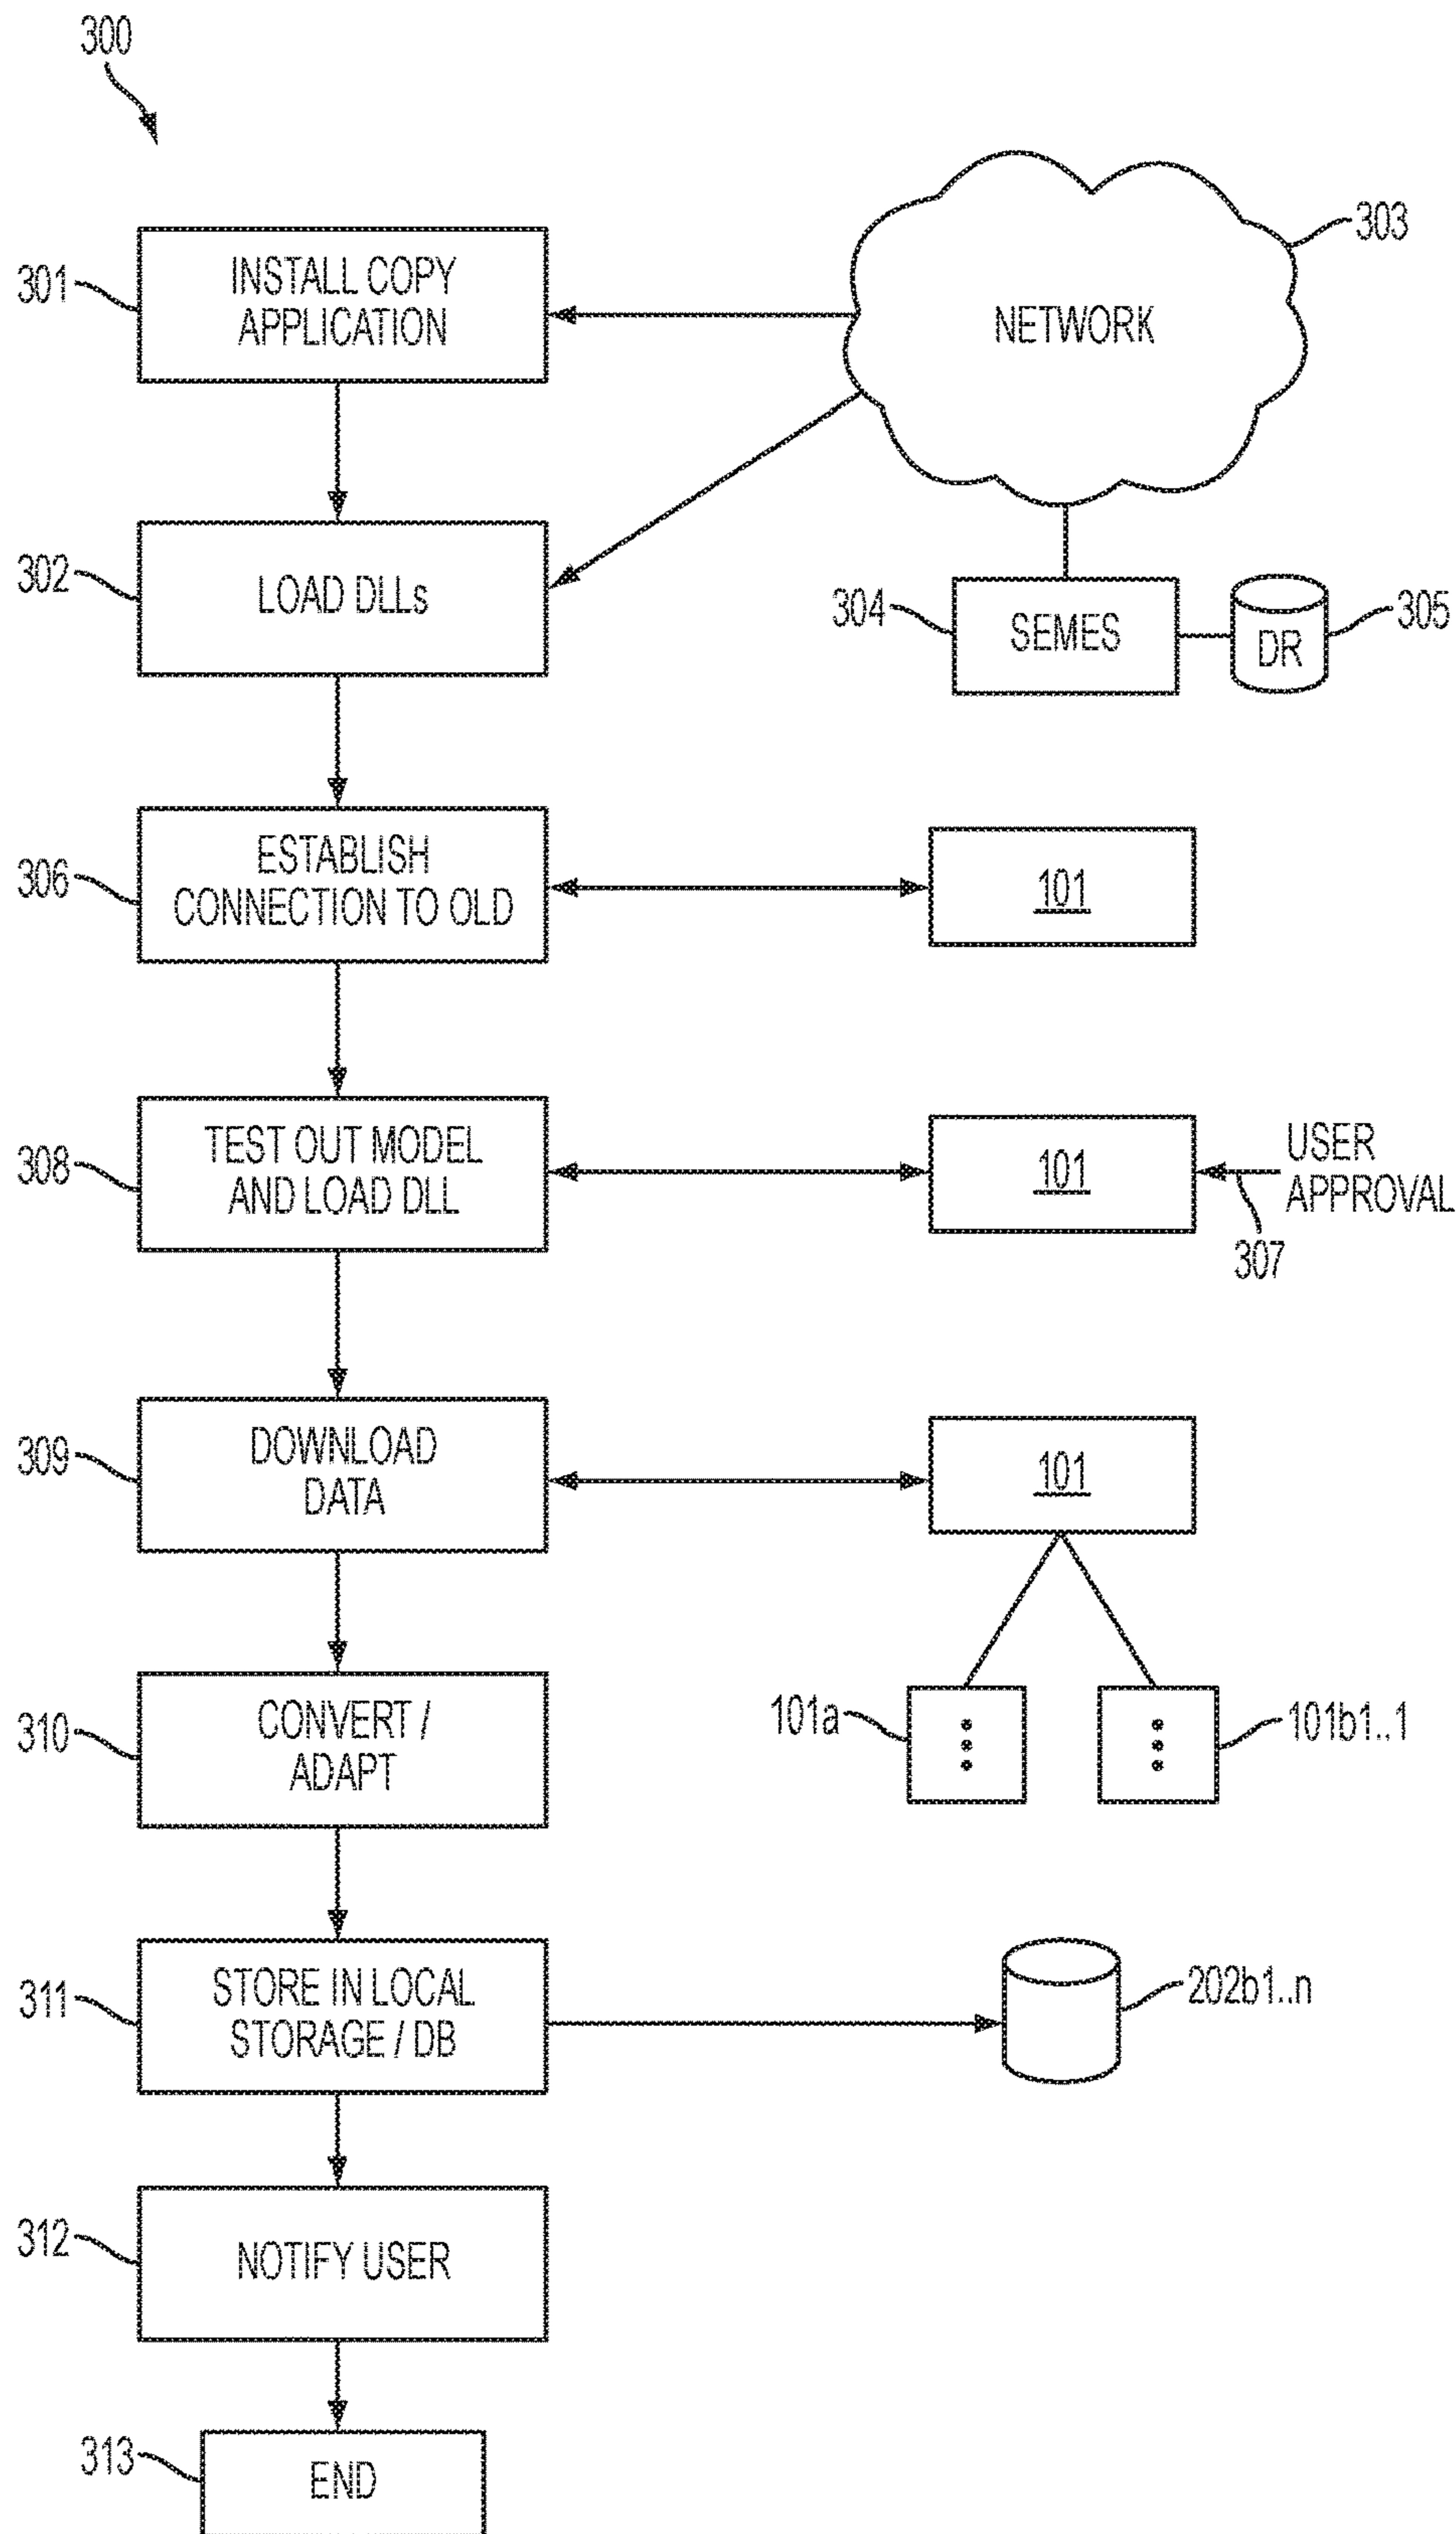 300
301
INSTALL COPY
APPLICATION
NETWORK
303
302
LOAD DLLs
304
SEMES
DR
305
306
ESTABLISH
CONNECTION TO OLD
101
308
TEST OUT MODEL
AND LOAD DLL
101
USER
APPROVAL
307
309
DOWNLOAD
DATA
101
310
CONVERT /
ADAPT
101a
101b1..1
311
STORE IN LOCAL
STORAGE / DB
202b1..n
312
NOTIFY USER
313
END